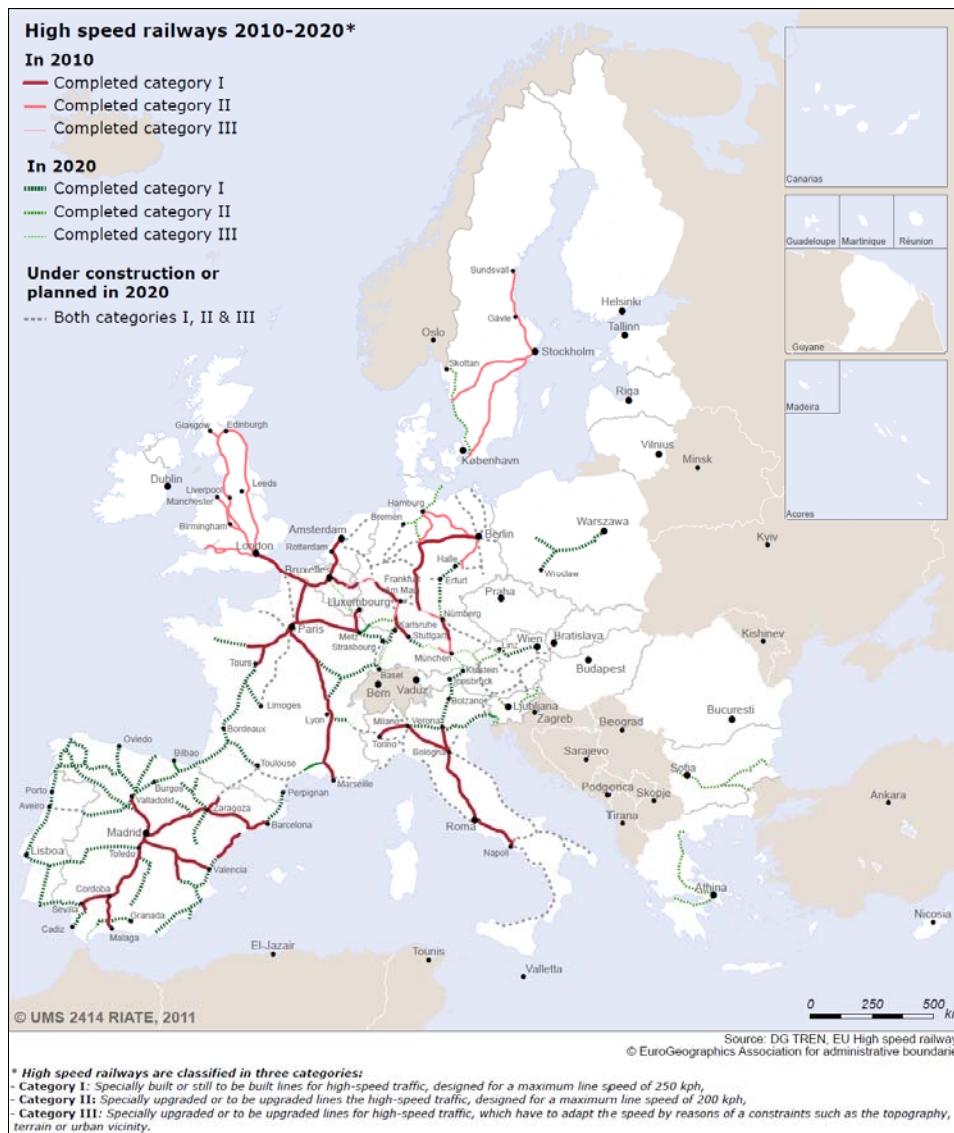 High speed railways 2010-2020*
In 2010
Completed category I
Completed category II
Completed category III
In 2020
Completed category I
Completed category II
Completed category III
Under construction or
planned in 2020
Both categories I, II & III
Canarias
Guadeloupe
Martinique
Réunion
Guyane
Madeira
Acores
Sundsvall
Gävle
Helsinki
Tallinn
Oslo
Stockholm
Skottan
Riga
Glasgow
Edinburgh
Vilnius
København
Minsk
Dublin
Leeds
Liverpool
Manchester
Hamburg
Bremen
Birmingham
Amsterdam
Berlin
Warszawa
London
Rotterdam
Kyiv
Bruxelles
Halle
Erfurt
Wroclaw
Frankfurt
Am Main
Praha
Luxembourg
Nürnberg
Paris
Karlsruhe
Metz
Stuttgart
Strasbourg
Linz
Wien
Bratislava
Kishinev
München
Tours
Basel
Kufstein
Innsbruck
Budapest
Bern
Vaduz
Limoges
Bolzano
Lyon
Milano
Verona
Ljubljana
Zagreb
Bucuresti
Bordeaux
Torino
Beograd
Oviedo
Bilbao
Toulouse
Bologna
Sarajevo
Sofia
Burgos
Perpignan
Marseille
Porto
Valladolid
Zaragoza
Podgorica
Skopje
Aveiro
Barcelona
Tirana
Ankara
Madrid
Roma
Toledo
Napoli
Lisboa
Valencia
Cordoba
Sevilla
Granada
Athina
Cadiz
Malaga
Nicosia
El-Jazair
Tounis
Valletta
0 250 500
km
© UMS 2414 RIATE, 2011
Source: DG TREN, EU High speed railway
© EuroGeographics Association for administrative boundarie
* High speed railways are classified in three categories:
- Category I: Specially built or still to be built lines for high-speed traffic, designed for a maximum line speed of 250 kph,
- Category II: Specially upgraded or to be upgraded lines the high-speed traffic, designed for a maximum line speed of 200 kph,
- Category III: Specially upgraded or to be upgraded lines for high-speed traffic, which have to adapt the speed by reasons of a constraints such as the topography,
terrain or urban vicinity.